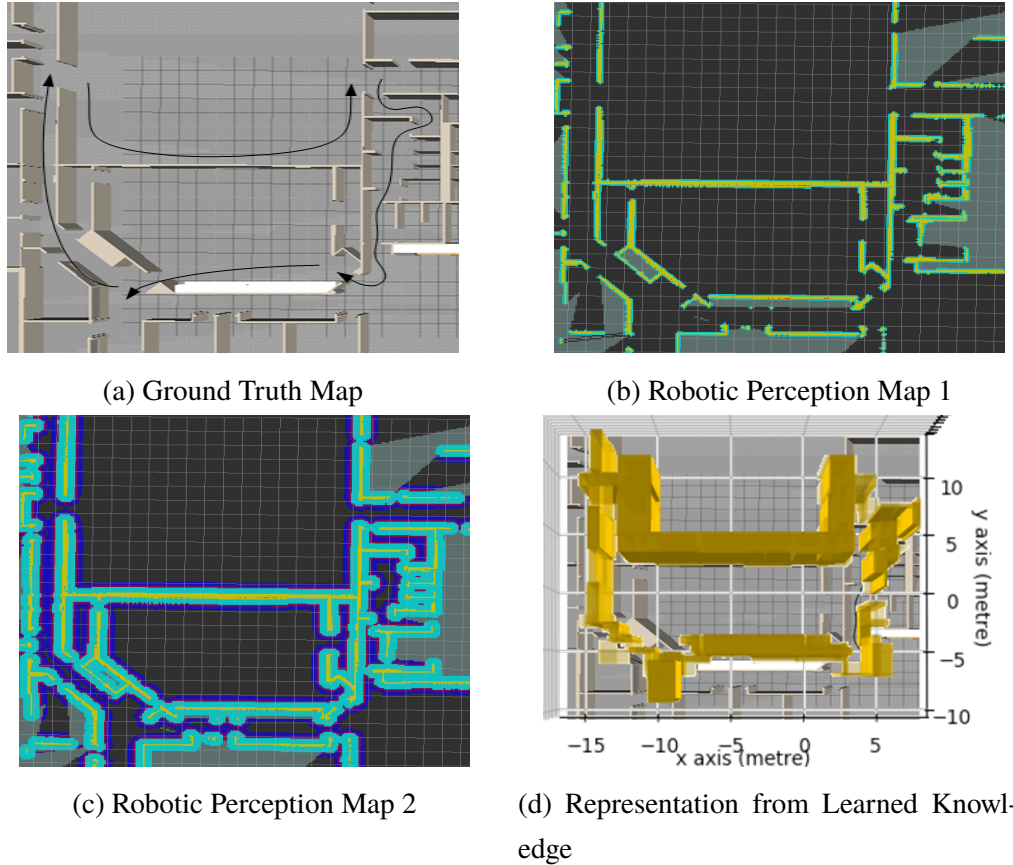 (a) Ground Truth Map
(b) Robotic Perception Map 1
10
5
0
−5
−10
y axis (metre)
−15
−10
−5
0
5
x axis (metre)
(c) Robotic Perception Map 2
(d) Representation from Learned Knowl-
edge